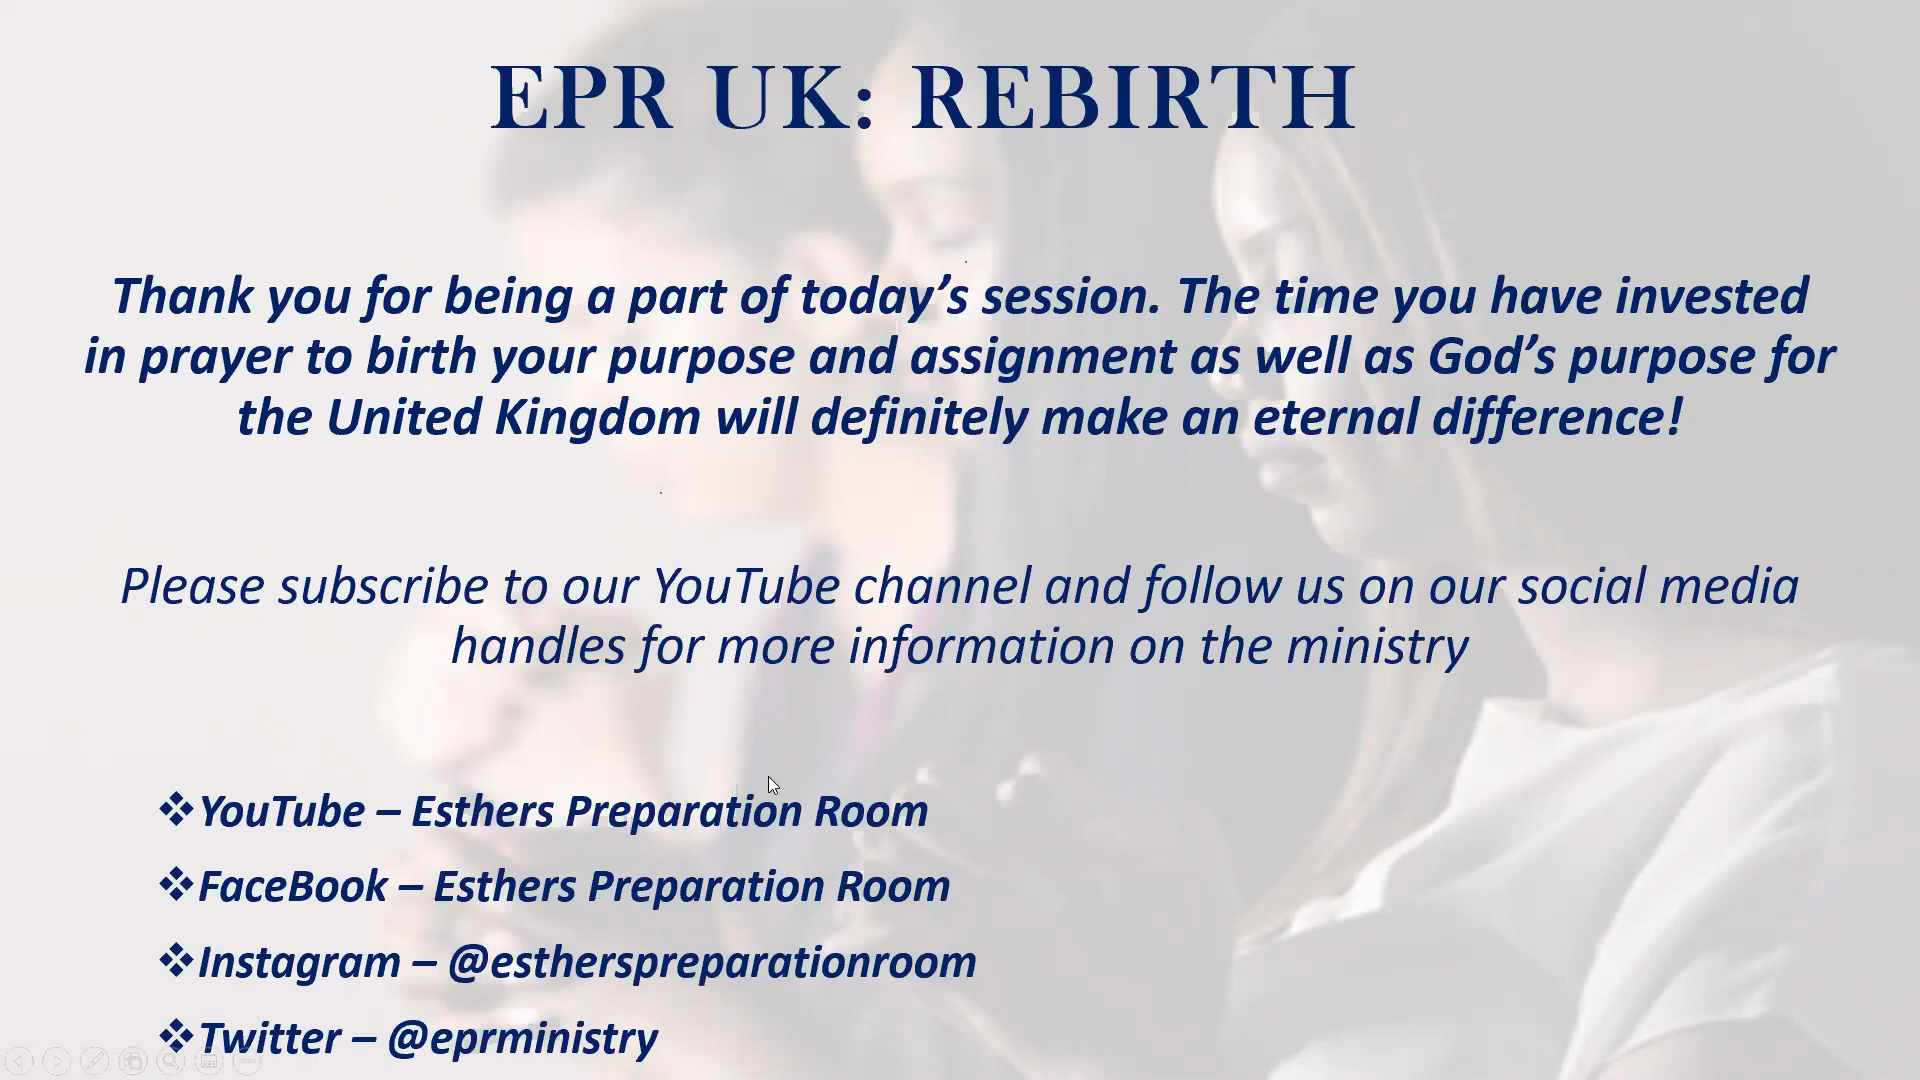 EPR UK: REBIRTH
Thank you for being a part of today’s session. The time you have invested
in prayer to birth your purpose and assignment as well as God’s purpose for
the United Kingdom will definitely make an eternal difference!
Please subscribe to our YouTube channel and follow us on our social media
handles for more information on the ministry
❖YouTube – Esthers Preparation Room
❖FaceBook – Esthers Preparation Room
❖Instagram – @estherspreparationroom
❖Twitter – @eprministry